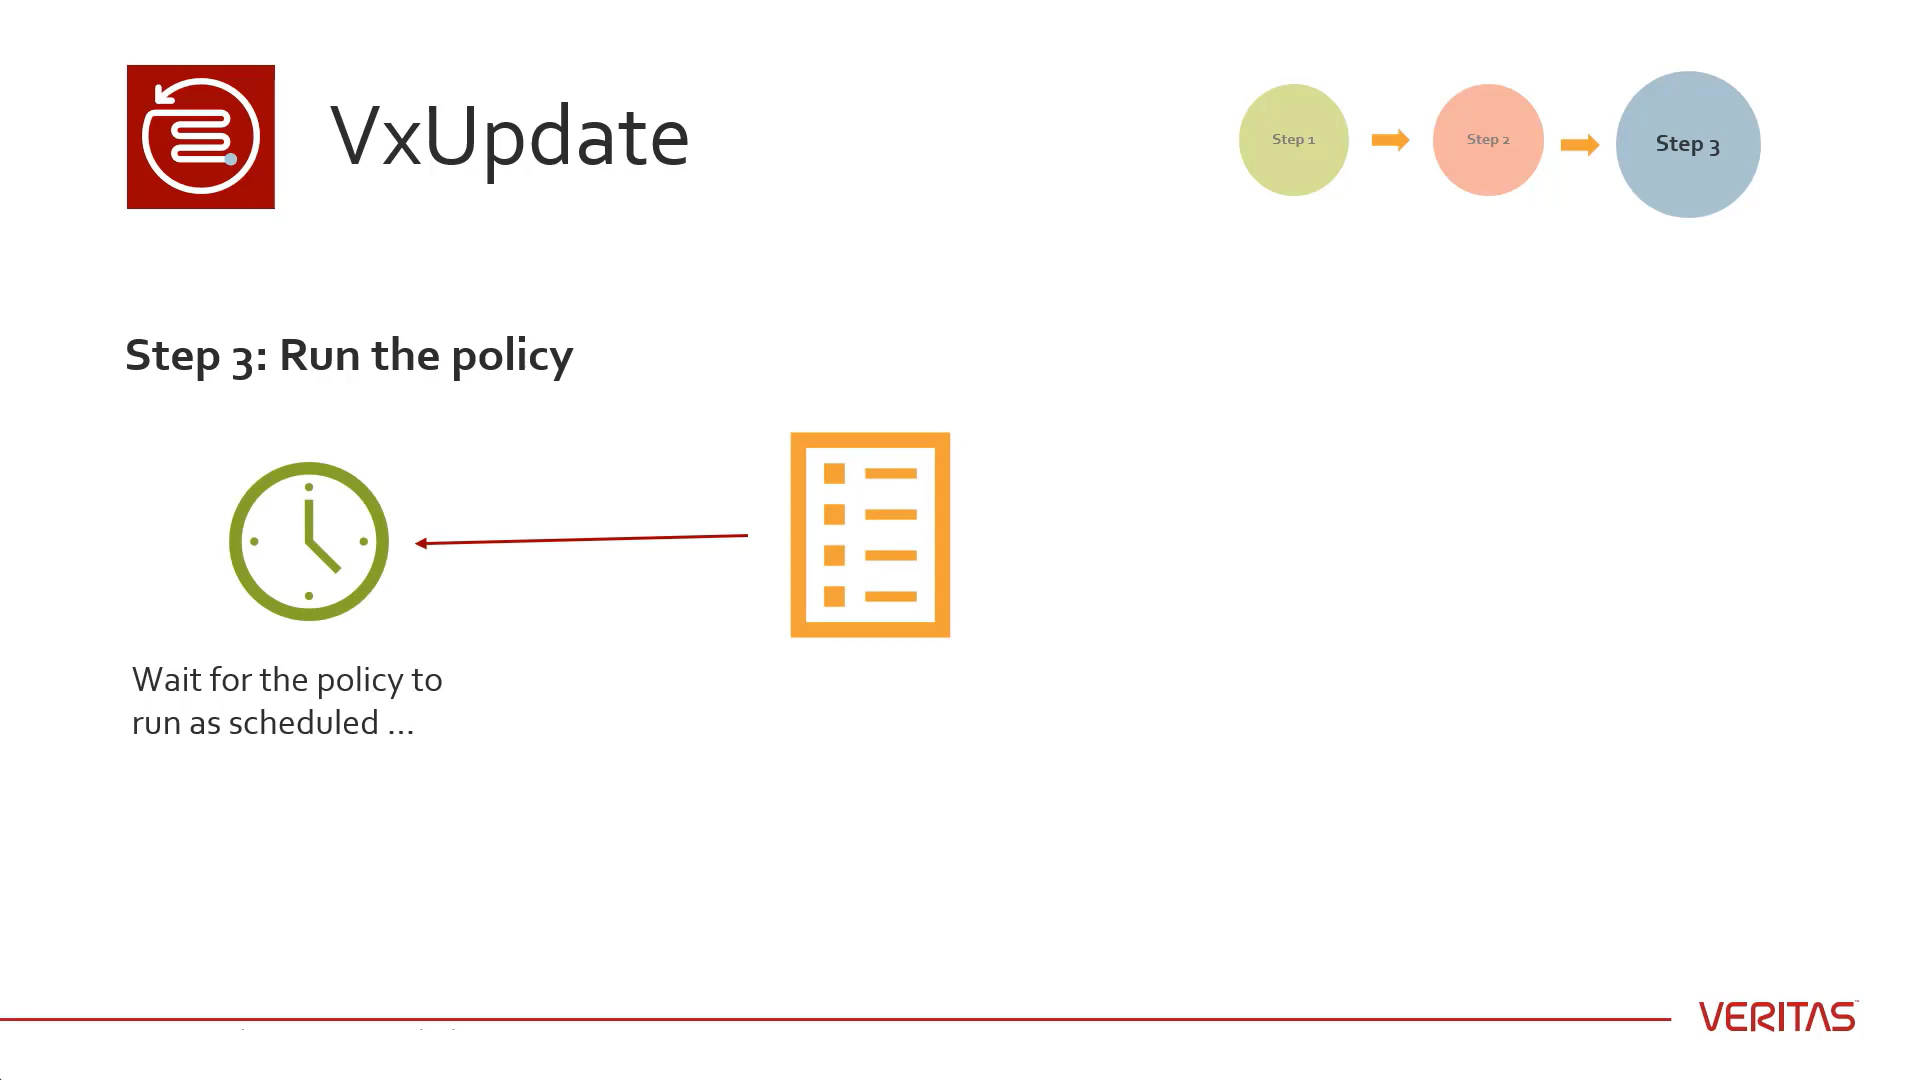 VxUpdate
Step 1
Step 2
Step 3
Step 3: Run the policy
Wait for the policy to
run as scheduled ...
VERITAS™